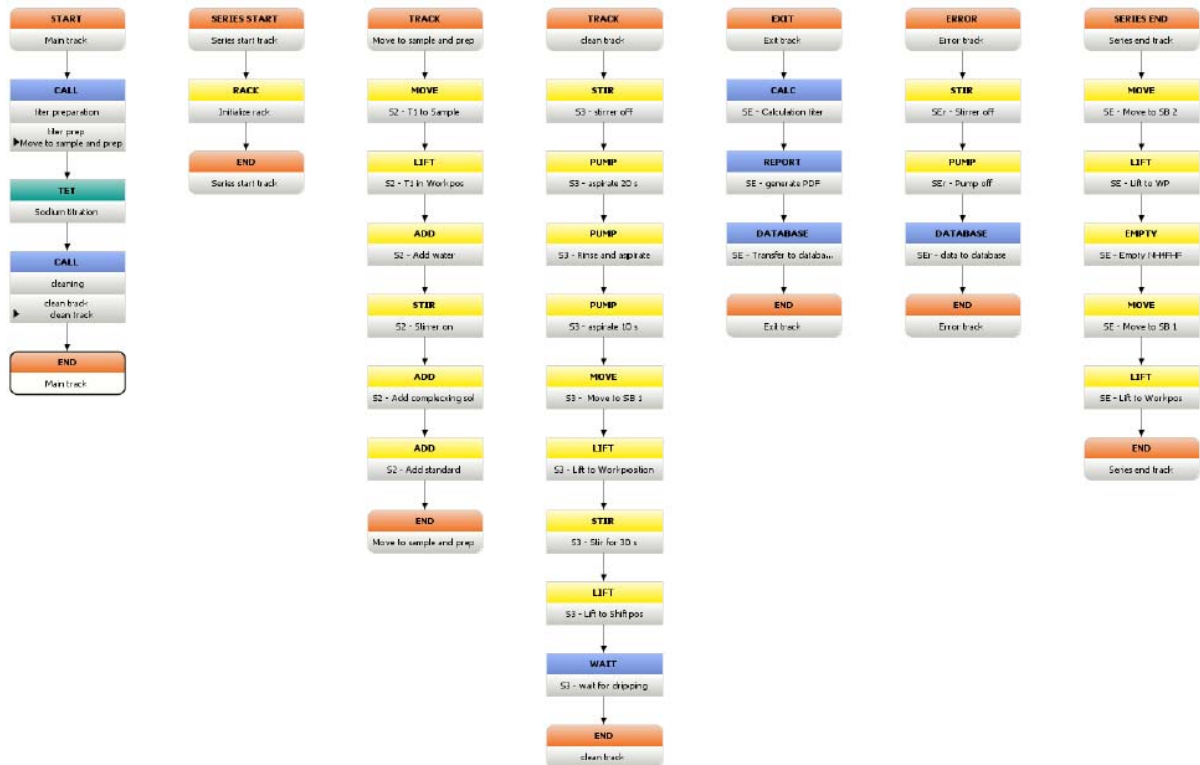 START
Main track
CALL
titer preparation
titer prep
Move to sample and prep
TET
Sodium titration
CALL
cleaning
clean track
clean track
END
Main track
SERIES START
Series start track
RACK
Initialize rack
END
Series start track
TRACK
Move to sample and prep
MOVE
S2 - T1 to Sample
LIFT
S2 - T1 in Workpos
ADD
S2 - Add water
STIR
S2 - Stirrer on
ADD
S2 - Add complexing sol
ADD
S2 - Add standard
END
Move to sample and prep
TRACK
clean track
STIR
S3 - stirrer off
PUMP
S3 - aspirate 20 s
PUMP
S3 - Rinse and aspirate
PUMP
S3 - aspirate 10 s
MOVE
S3 - Move to SB 1
LIFT
S3 - Lift to Workposition
STIR
S3 - Stir for 30 s
LIFT
S3 - Lift to Shiftpos
WAIT
S3 - wait for dripping
END
clean track
EXIT
Exit track
CALC
SE - Calculation titer
REPORT
SE - generate PDF
DATABASE
SE - Transfer to databa...
END
Exit track
ERROR
Error track
STIR
SEr - Stirrer off
PUMP
SEr - Pump off
DATABASE
SEr - data to database
END
Error track
SERIES END
Series end track
MOVE
SE - Move to SB 2
LIFT
SE - Lift to WP
EMPTY
SE - Empty NH4FHF
MOVE
SE - Move to SB 1
LIFT
SE - Lift to Workpos
END
Series end track